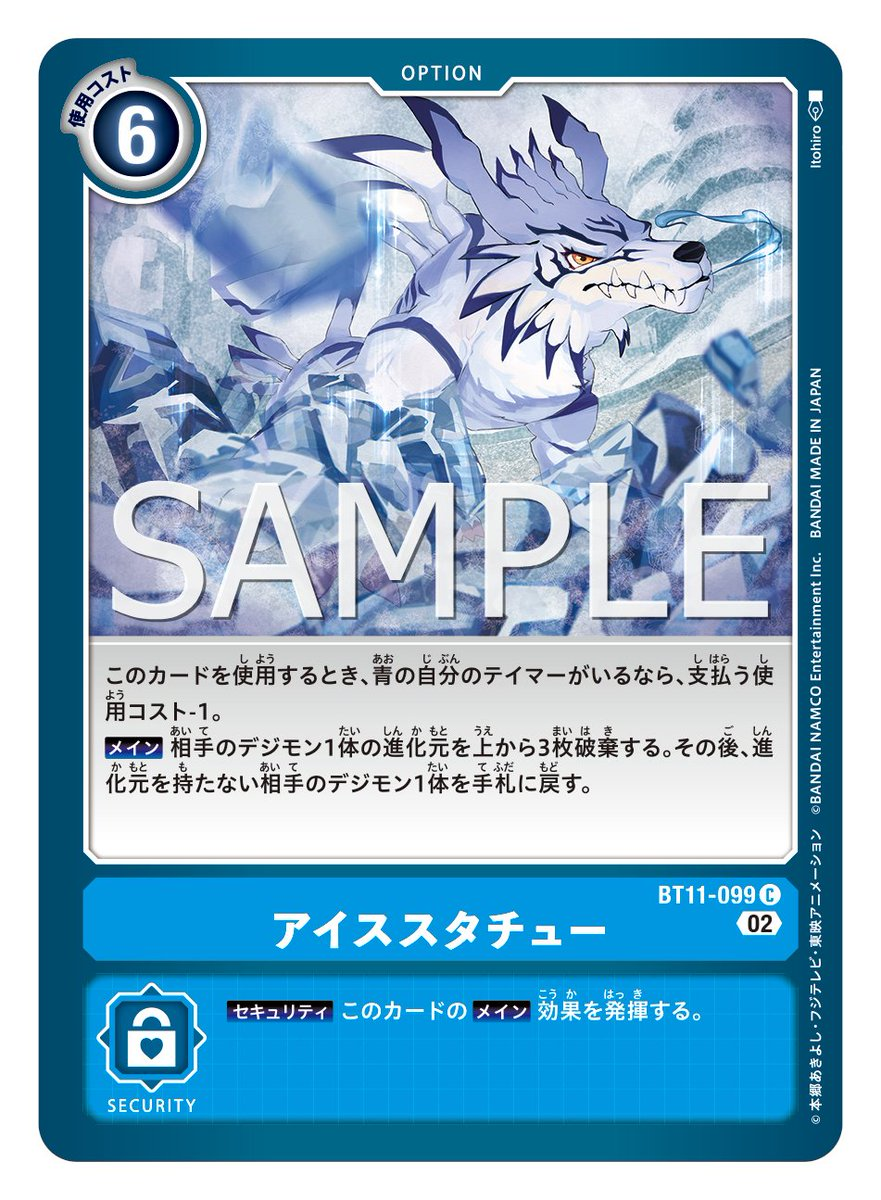 OPTION
使用コスト
6
Itohiro
SAMPLE
このカードを使用するとき、青の自分のテイマーがいるなら、支払う使
用コスト-1。
メイン 相手のデジモン1体の進化元を上から3枚破棄する。その後、進
化元を持たない相手のデジモン1体を手札に戻す。
BT11-099 C
アイススタチュー
02
セキュリティ このカードの メイン 効果を発揮する。
SECURITY
© 本郷あきよし・フジテレビ・東映アニメーション ©BANDAI NAMCO Entertainment Inc. BANDAI MADE IN JAPAN